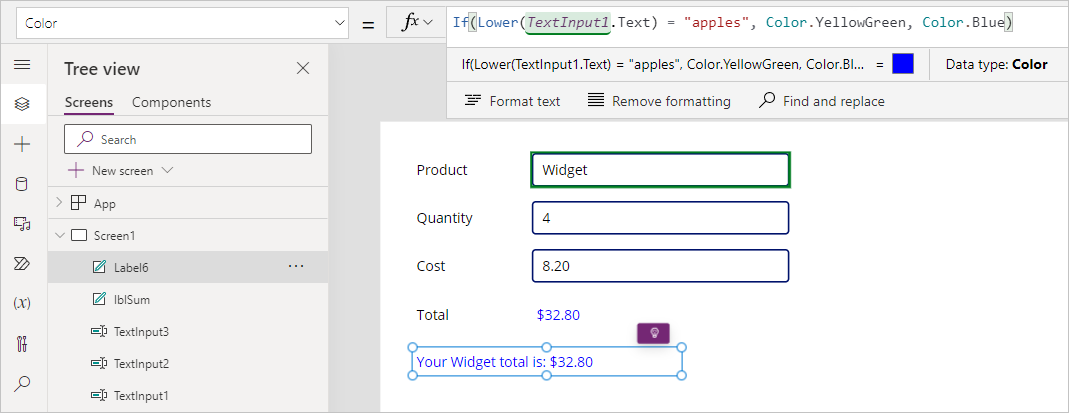 Color
=
fx
If(Lower(TextInput1.Text) = "apples", Color.YellowGreen, Color.Blue)
If(Lower(TextInput1.Text) = "apples", Color.YellowGreen, Color.Bl... =
Data type: Color
Format text
Remove formatting
Find and replace
Tree view
Screens
Components
Search
New screen
App
Screen1
Label6
...
lblSum
TextInput3
TextInput2
TextInput1
(x)
Product
Widget
Quantity
4
Cost
8.20
Total
$32.80
Your Widget total is: $32.80